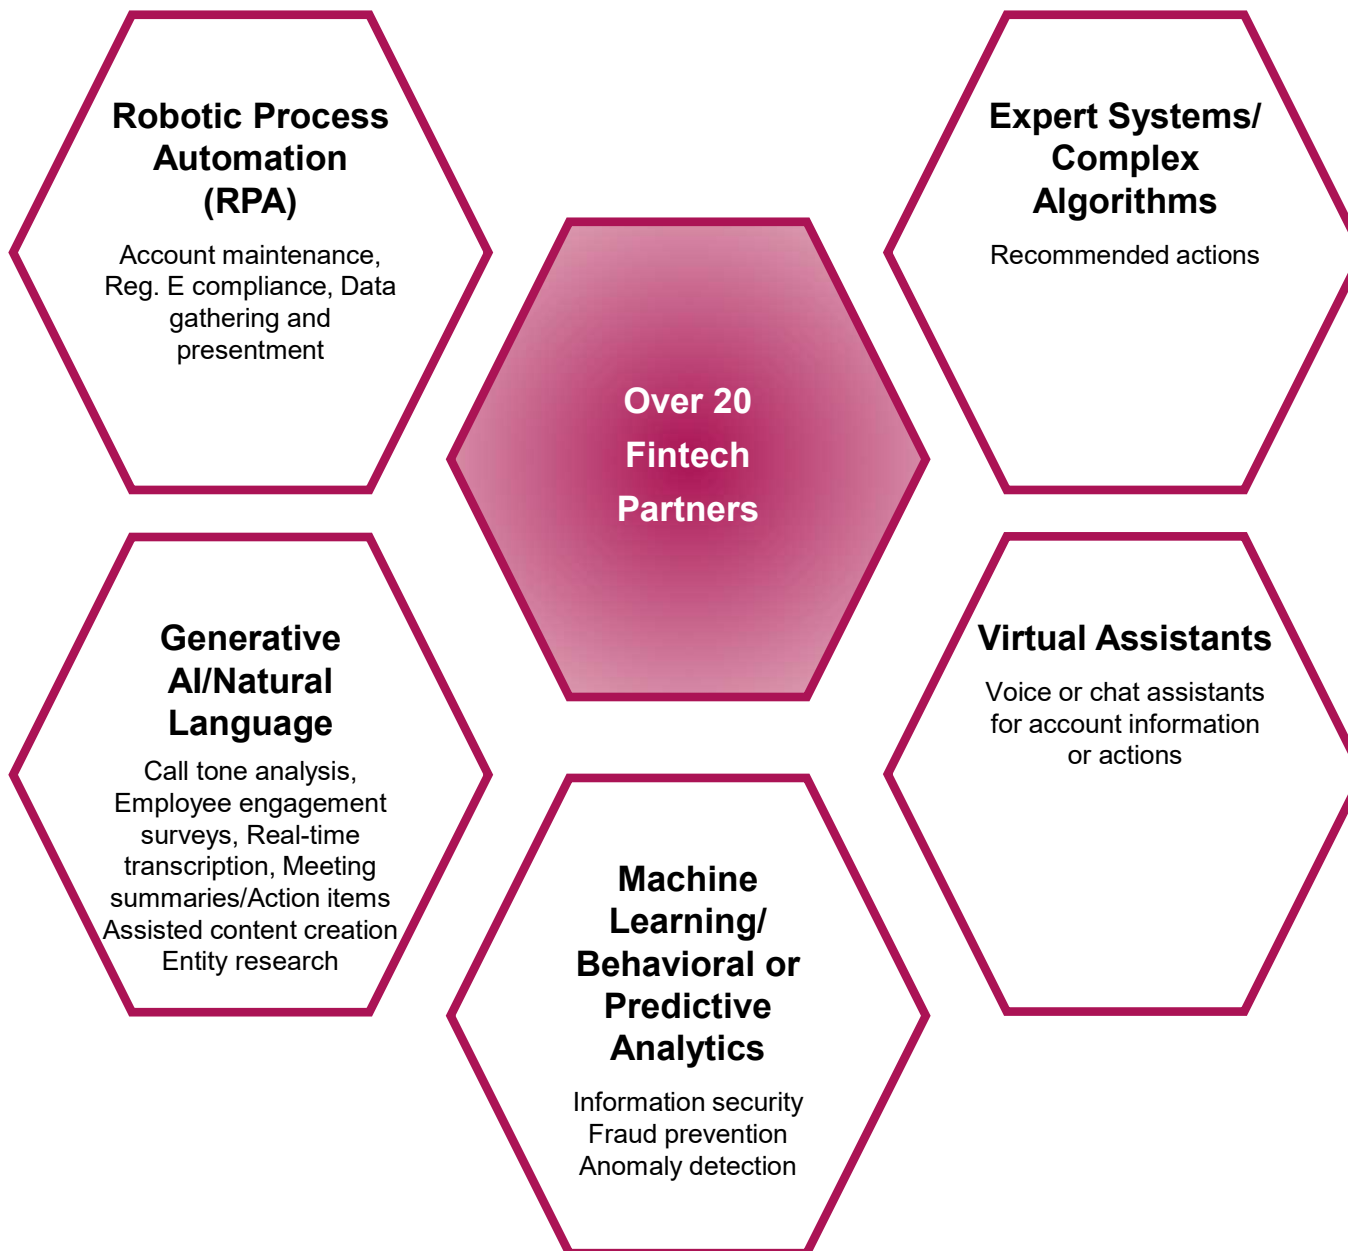 Robotic Process
Automation
(RPA)
Account maintenance,
Reg. E compliance, Data
gathering and
presentment
Expert Systems/
Complex
Algorithms
Recommended actions
Over 20
Fintech
Partners
Generative
AI/Natural
Language
Call tone analysis,
Employee engagement
surveys, Real-time
transcription, Meeting
summaries/Action items
Assisted content creation
Entity research
Virtual Assistants
Voice or chat assistants
for account information
or actions
Machine
Learning/
Behavioral or
Predictive
Analytics
Information security
Fraud prevention
Anomaly detection